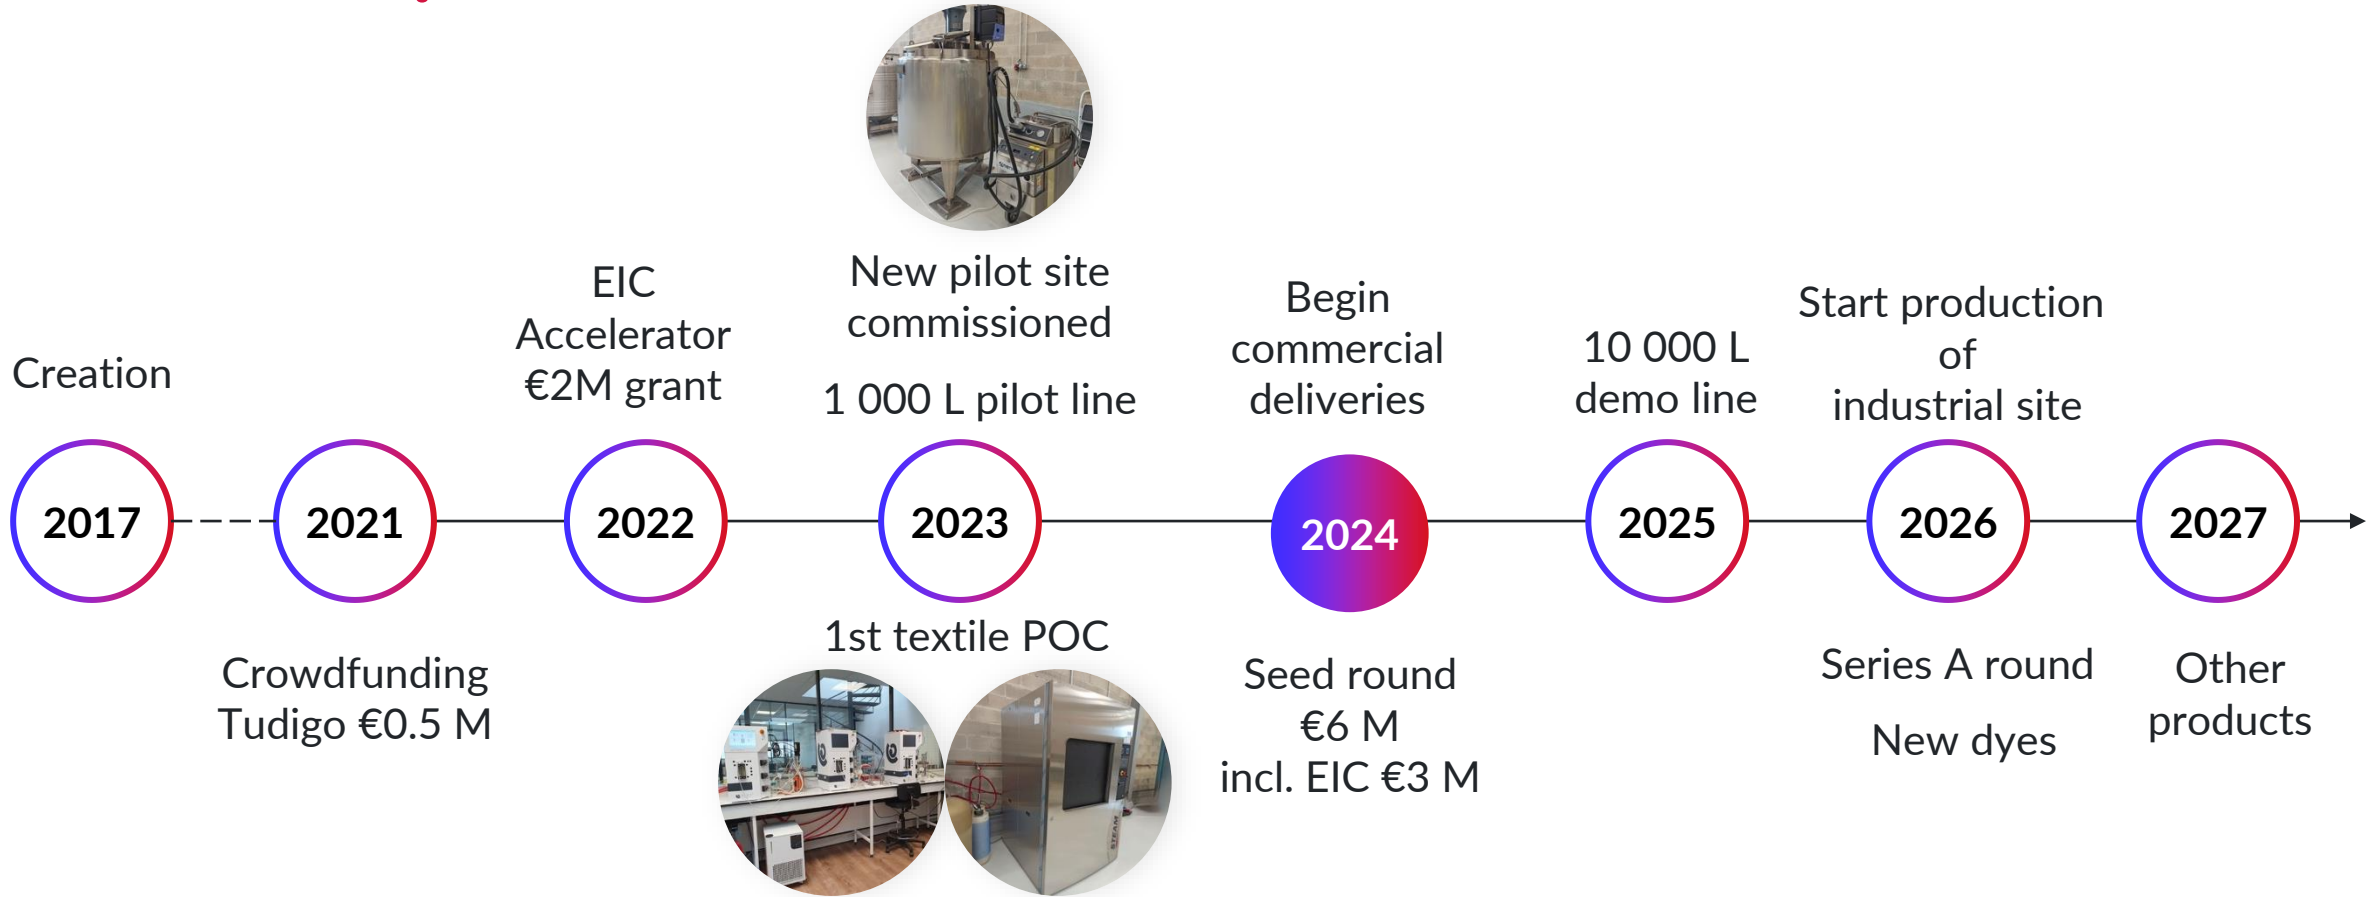 Creation
2017
2021
Crowdfunding
Tudigo €0.5 M
EIC
Accelerator
€2M grant
2022
New pilot site
commissioned
1 000 L pilot line
2023
1st textile POC
STEAM
Begin
commercial
deliveries
2024
Seed round
€6 M
incl. EIC €3 M
10 000 L
demo line
2025
Start production
of
industrial site
2026
Series A round
New dyes
2027
Other
products